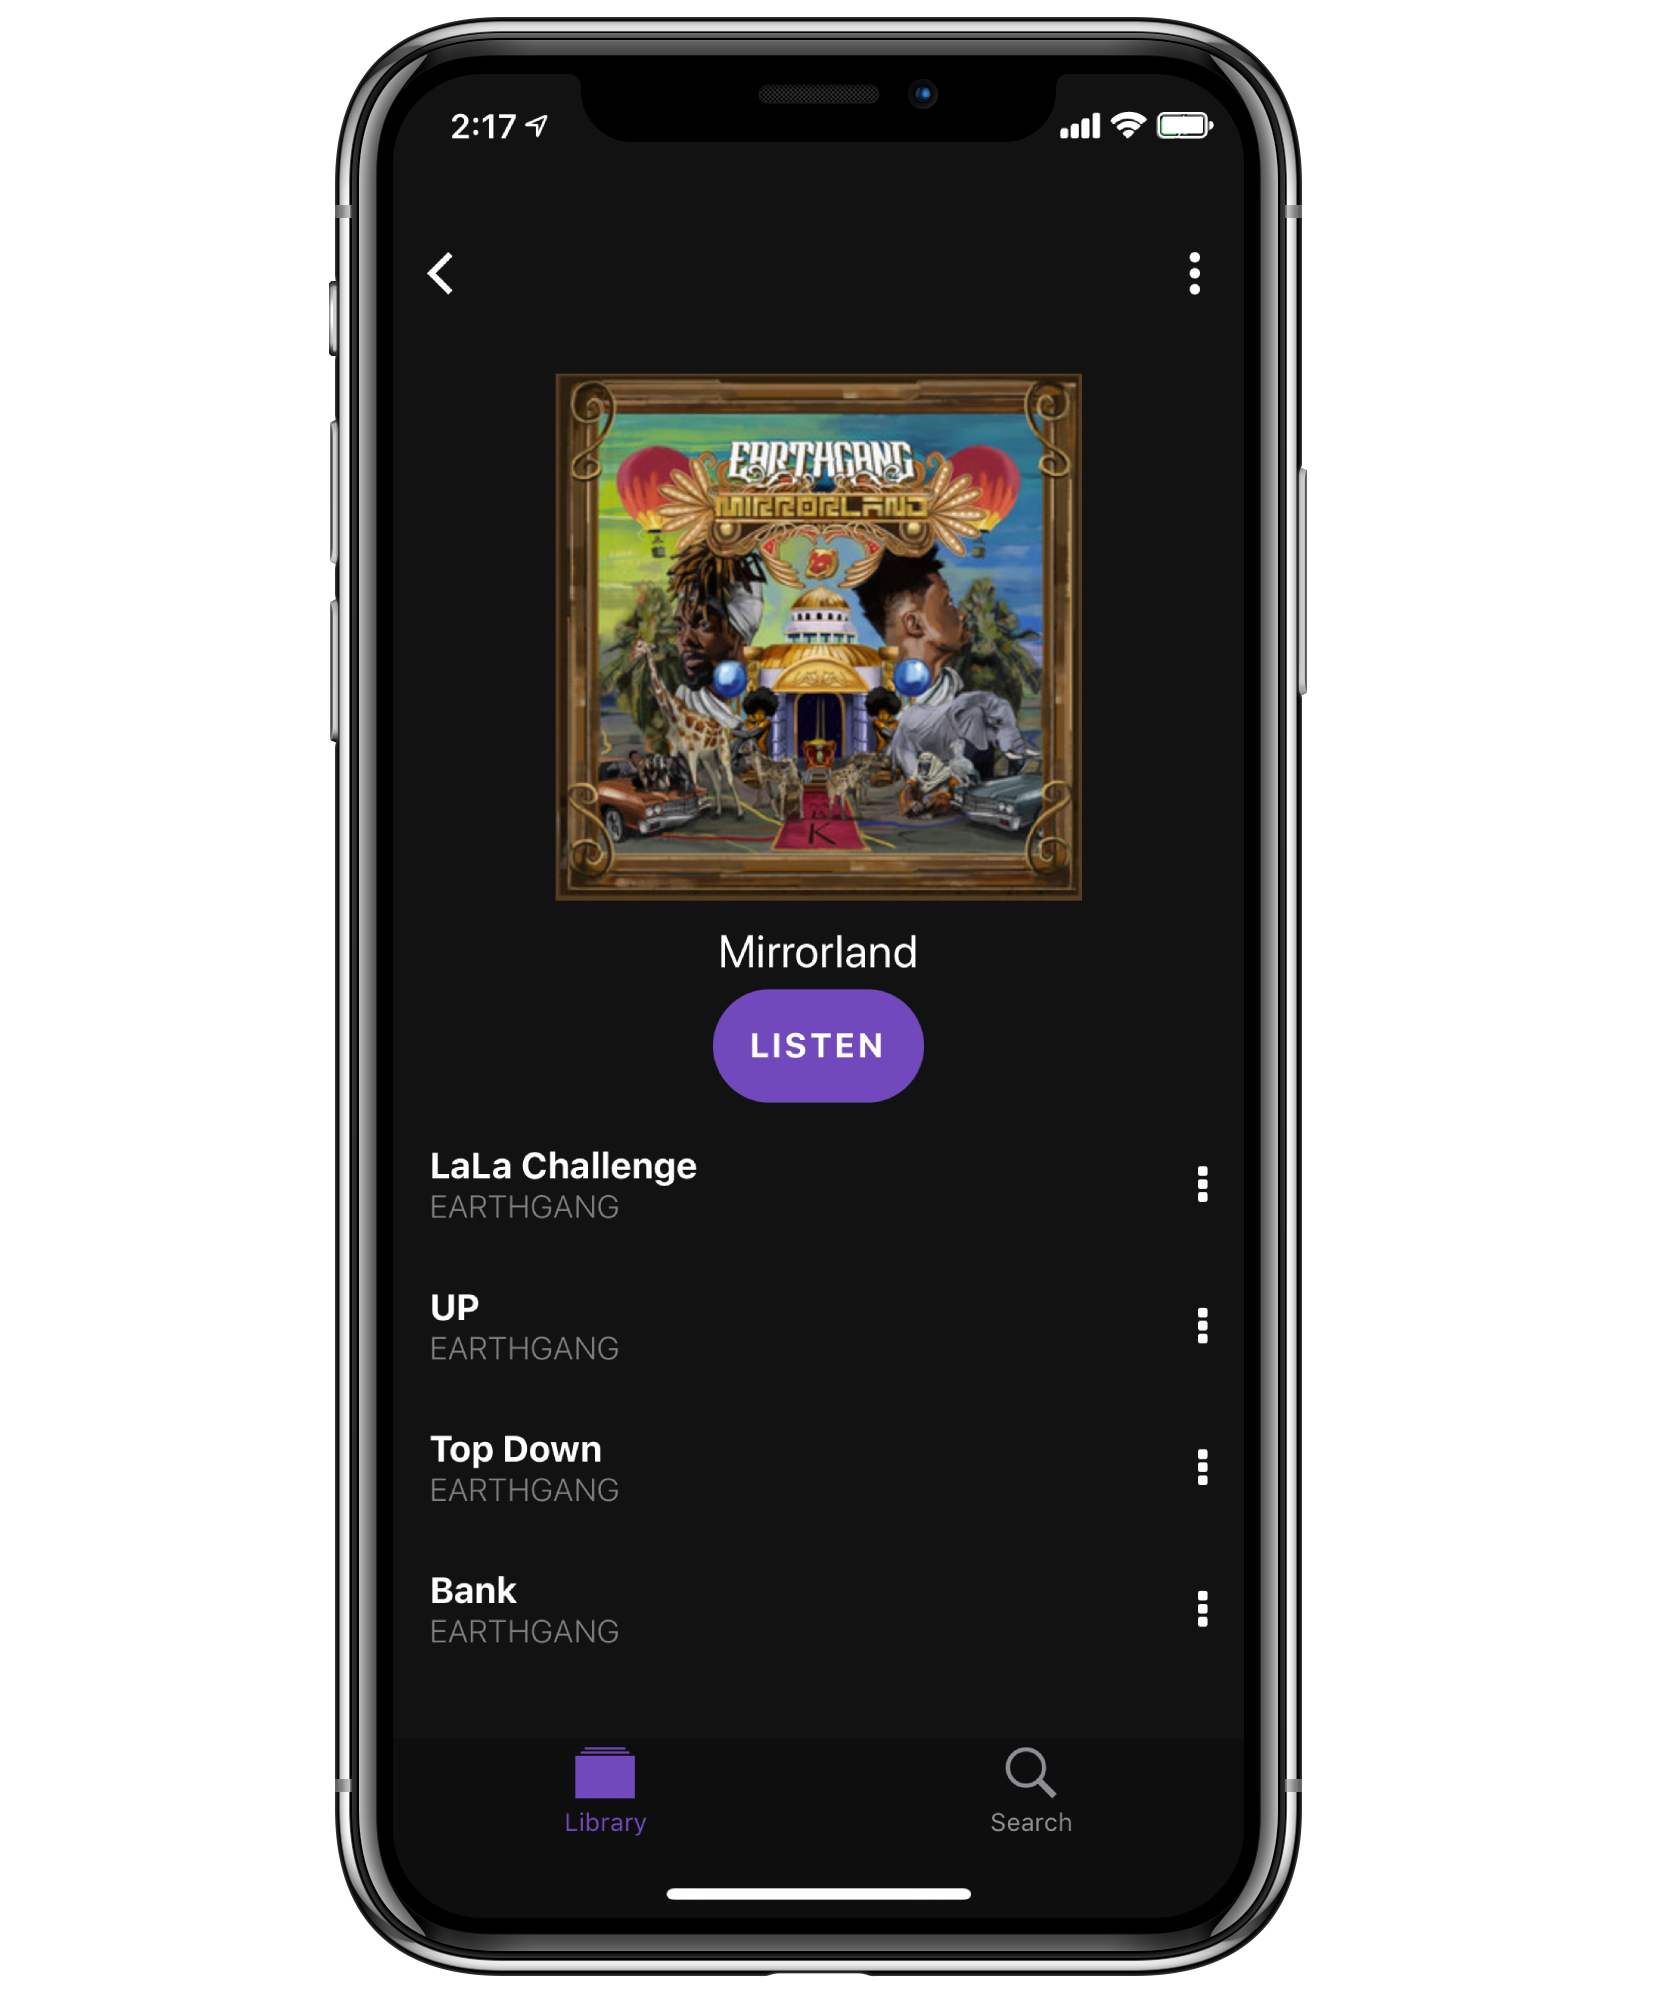 2:17
EARTHGANG
MIRRORLAND
K
Mirrorland
LISTEN
LaLa Challenge
EARTHGANG
UP
EARTHGANG
Top Down
EARTHGANG
Bank
EARTHGANG
Library
Search